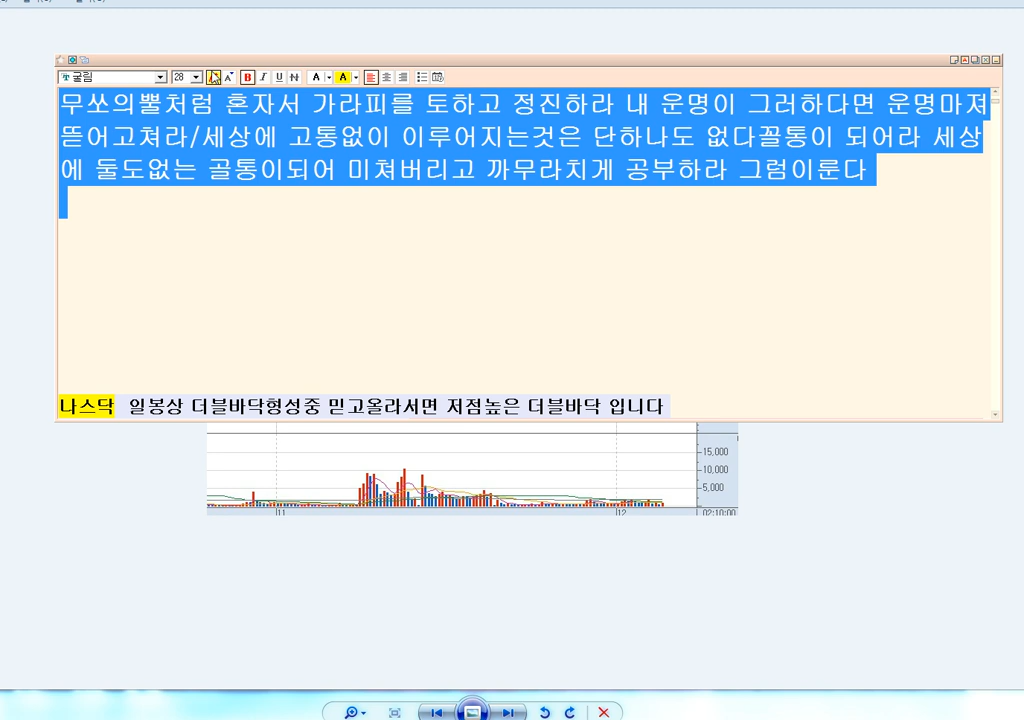 굴림 28
무쏘의뿔처럼 혼자서 가라피를 토하고 정진하라 내 운명이 그러하다면 운명마져
뜯어고쳐라/세상에 고통없이 이루어지는것은 단하나도 없다꼴통이 되어라 세상
에 둘도없는 골통이되어 미쳐버리고 까무라치게 공부하라 그럼이룬다
나스닥 일봉상 더블바닥형성중 믿고올라서면 저점높은 더블바닥 입니다
15,000
10,000
5,000
11 12 02:10:00